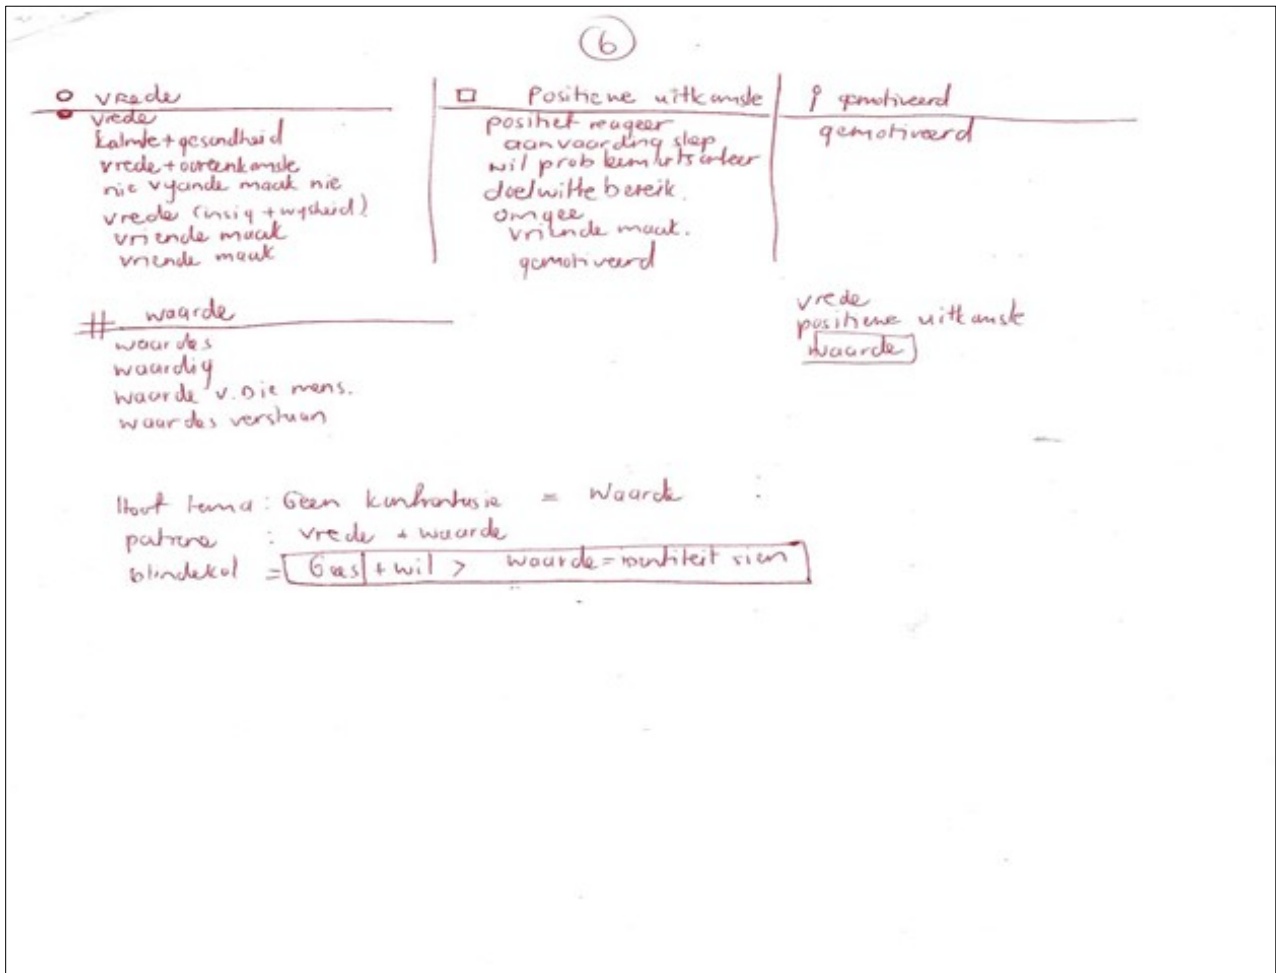 6
vrede
vrede
kalmte + gesondheid
vrede + ooreenkomste
nie vyande maak nie
vrede (insig + wysheid)
vriende maak
vriende maak
Positiewe uitkomste
positief reageer
aanvaarding
wil prob
doelwitte bereik.
omgee
vriende maak.
gemotiveerd
gemotiveerd
gemotiveerd
# waarde
waardes
waardig
waarde v. Die mens.
waardes verstaan
vrede
positiewe uitkomste
waarde
Hoof tema : Geen konfrontasie = Waarde
patrone : vrede + waarde
blindekol = Gees + wil > waarde = identiteit sien